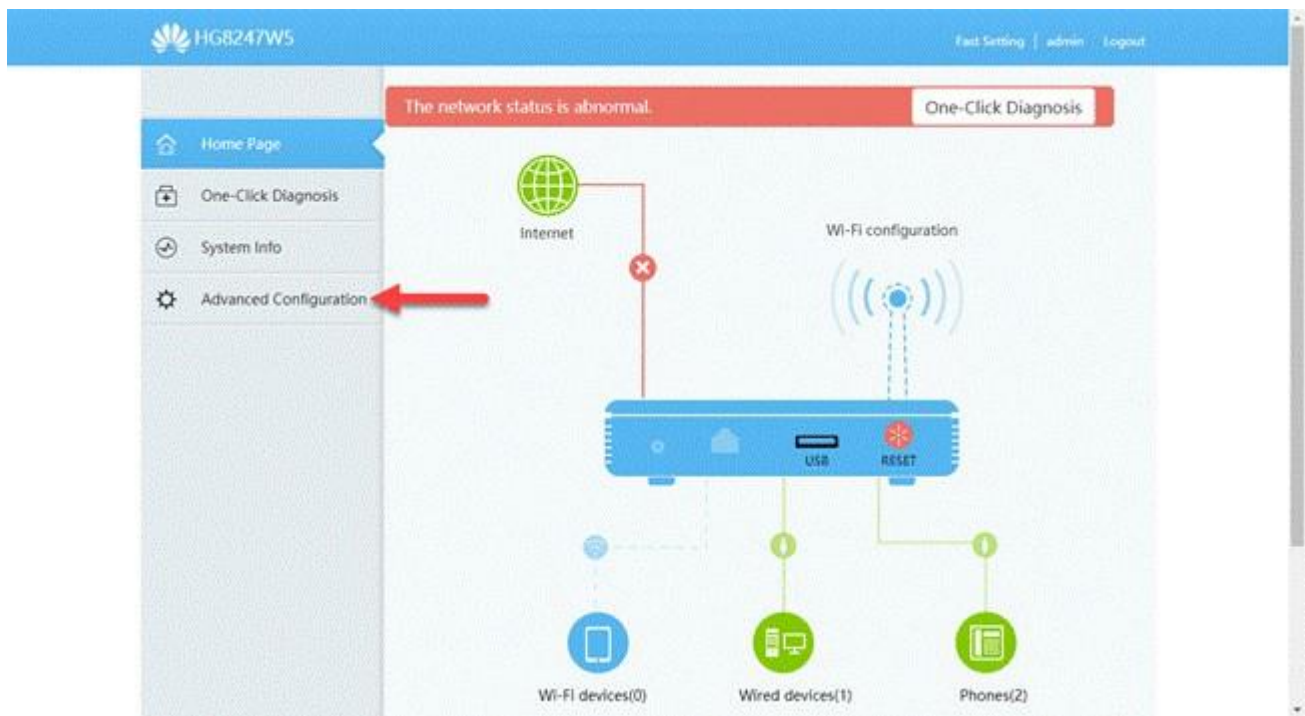 HG8247W5
Fast Setting | admin Logout
The network status is abnormal.
One-Click Diagnosis
Home Page
One-Click Diagnosis
System Info
Advanced Configuration
Internet
Wi-Fi configuration
USB
RESET
Wi-Fi devices(0)
Wired devices(1)
Phones(2)